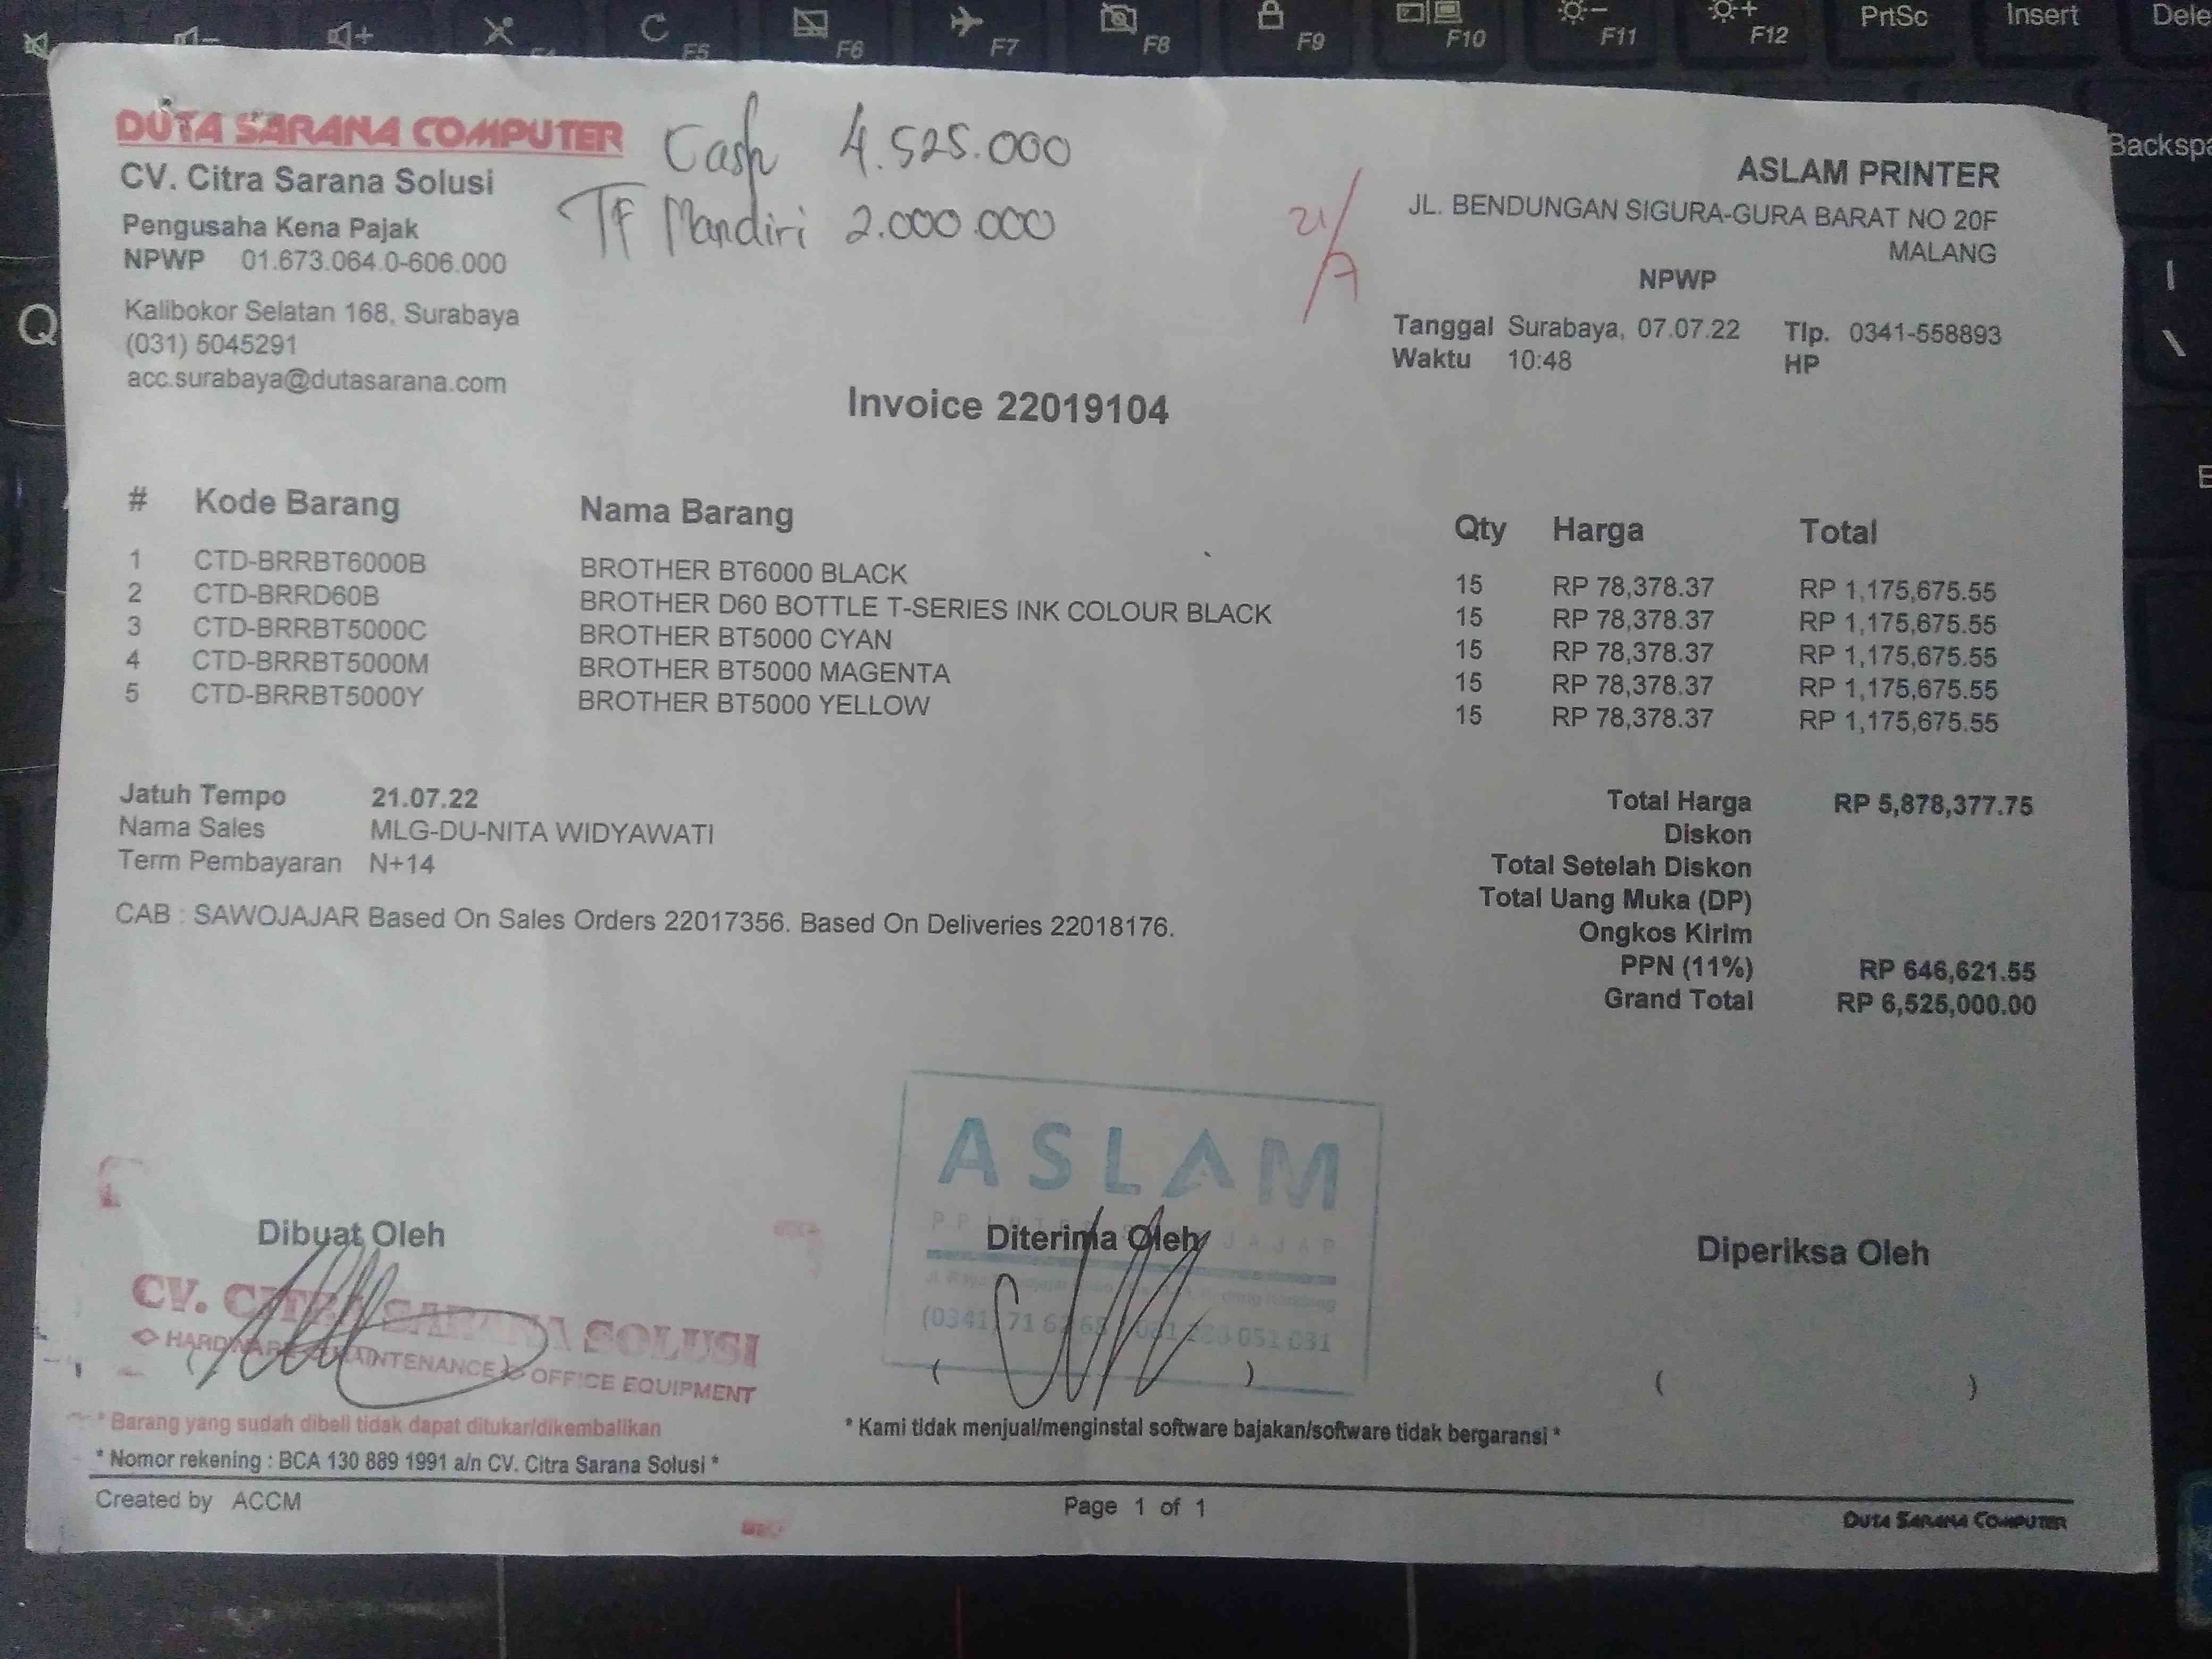 F5
F6
F7
F8
F9
F10
F11
F12
PrtSc
Insert
Dele
Backspa
Q
DUTA SARANA COMPUTER
CV. Citra Sarana Solusi
Pengusaha Kena Pajak
NPWP 01.673.064.0-606.000
Kalibokor Selatan 168, Surabaya
(031) 5045291
acc.surabaya@dutasarana.com
Cash 4.525.000
TF Mandiri 2.000.000
21/7
ASLAM PRINTER
JL. BENDUNGAN SIGURA-GURA BARAT NO 20F
MALANG
NPWP
Tanggal Surabaya, 07.07.22 Tlp. 0341-558893
Waktu 10:48 HP
Invoice 22019104
# Kode Barang Nama Barang Qty Harga Total
1 CTD-BRRBT6000B BROTHER BT6000 BLACK 15 RP 78,378.37 RP 1,175,675.55
2 CTD-BRRD60B BROTHER D60 BOTTLE T-SERIES INK COLOUR BLACK 15 RP 78,378.37 RP 1,175,675.55
3 CTD-BRRBT5000C BROTHER BT5000 CYAN 15 RP 78,378.37 RP 1,175,675.55
4 CTD-BRRBT5000M BROTHER BT5000 MAGENTA 15 RP 78,378.37 RP 1,175,675.55
5 CTD-BRRBT5000Y BROTHER BT5000 YELLOW 15 RP 78,378.37 RP 1,175,675.55
Jatuh Tempo 21.07.22
Nama Sales MLG-DU-NITA WIDYAWATI
Term Pembayaran N+14
CAB : SAWOJAJAR Based On Sales Orders 22017356. Based On Deliveries 22018176.
Total Harga RP 5,878,377.75
Diskon
Total Setelah Diskon
Total Uang Muka (DP)
Ongkos Kirim
PPN (11%) RP 646,621.55
Grand Total RP 6,525,000.00
Dibuat Oleh
CV. CITRA SARANA SOLUSI
HARDWARE MAINTENANCE OFFICE EQUIPMENT
ASLAM
Diterima Oleh
( )
Diperiksa Oleh
( )
* Barang yang sudah dibeli tidak dapat ditukar/dikembalikan
* Kami tidak menjual/menginstal software bajakan/software tidak bergaransi *
* Nomor rekening : BCA 130 889 1991 a/n CV. Citra Sarana Solusi *
Created by ACCM
Page 1 of 1
DUTA SARANA COMPUTER